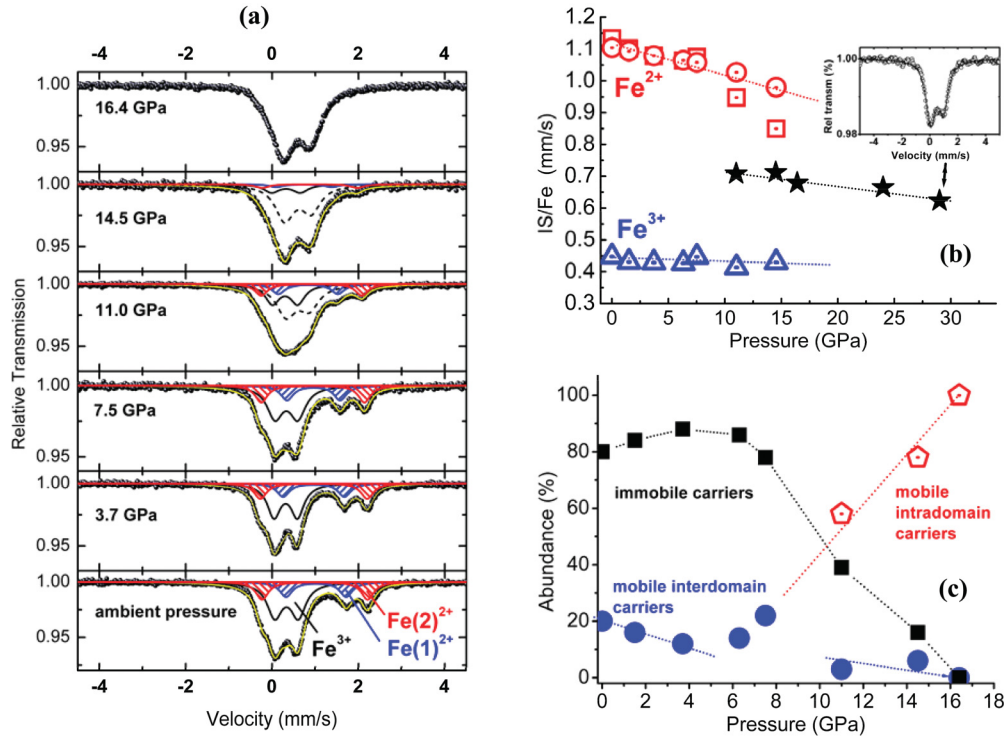 (a)
-4 -2 0 2 4
1.00
16.4 GPa
0.95
1.00
14.5 GPa
0.95
1.00
11.0 GPa
0.95
1.00
7.5 GPa
0.95
1.00
3.7 GPa
0.95
1.00
ambient pressure
Fe(2)2+
Fe(1)2+
Fe3+
0.95
-4 -2 0 2 4
Velocity (mm/s)
Relative Transmission
1.2
1.1
1.0
0.9
0.8
0.7
0.6
0.5
0.4
0.3
IS/Fe (mm/s)
Fe2+
Fe3+
(b)
1.00
0.98
Rel transm (%)
-4 -2 0 2 4
Velocity (mm/s)
0 5 10 15 20 25 30
Pressure (GPa)
100
80
60
40
20
0
Abundance (%)
immobile carriers
mobile
intradomain
carriers
mobile interdomain
carriers
(c)
0 2 4 6 8 10 12 14 16 18
Pressure (GPa)